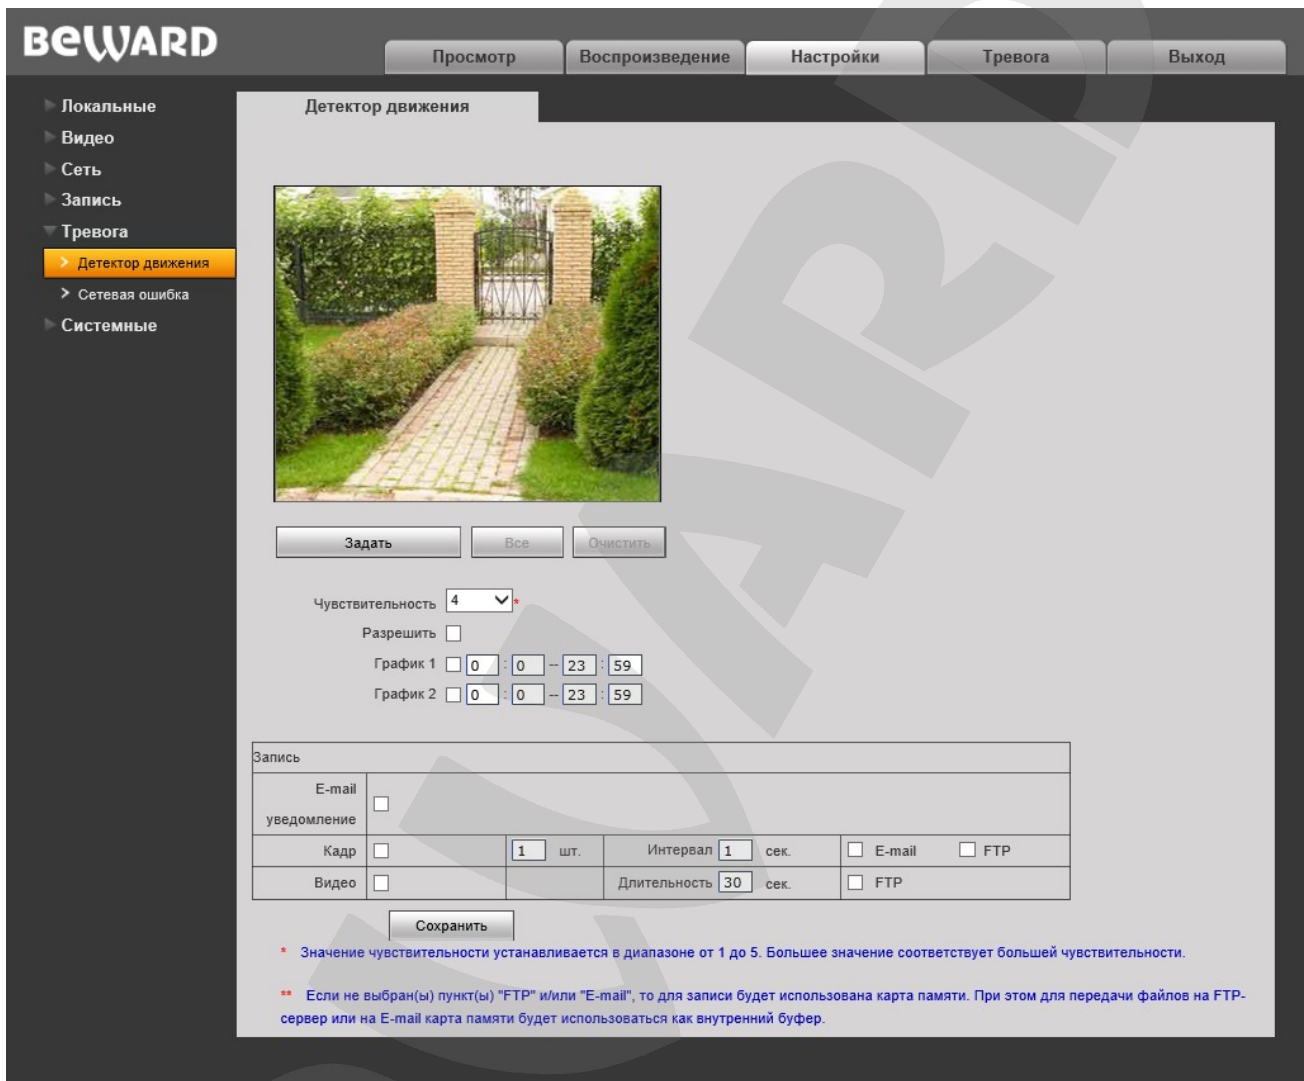 BEWARD
Просмотр Воспроизведение Настройки Тревога Выход
Локальные
Видео
Сеть
Запись
Тревога
Детектор движения
Сетевая ошибка
Системные
Детектор движения
Задать Все Очистить
Чувствительность 4 *
Разрешить
График 1 0 : 0 -- 23 : 59
График 2 0 : 0 -- 23 : 59
Запись
E-mail
уведомление
Кадр 1 шт. Интервал 1 сек. E-mail FTP
Видео Длительность 30 сек. FTP
Сохранить
* Значение чувствительности устанавливается в диапазоне от 1 до 5. Большее значение соответствует большей чувствительности.
** Если не выбран(ы) пункт(ы) "FTP" и/или "E-mail", то для записи будет использована карта памяти. При этом для передачи файлов на FTP-
сервер или на E-mail карта памяти будет использоваться как внутренний буфер.